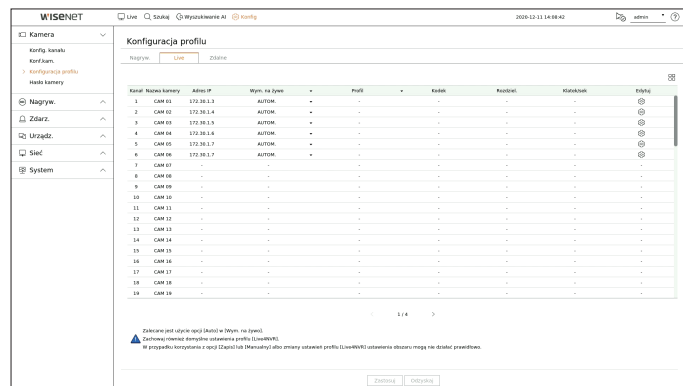 WISENET
Live Szukaj Wyszukiwanie AI Konfig
2020-12-11 14:08:42
admin
Kamera
Konfig. kanału
Konf.kam.
Konfiguracja profilu
Hasło kamery
Nagryw.
Zdarz.
Urządz.
Sieć
System
Konfiguracja profilu
Nagryw. Live Zdalne
Kanał Nazwa kamery Adres IP Wym. na żywo Profil Kodek Rozdziel. Klatek/sek Edytuj
1 CAM 01 172.30.1.3 AUTOM. - - - -
2 CAM 02 172.30.1.4 AUTOM. - - - -
3 CAM 03 172.30.1.5 AUTOM. - - - -
4 CAM 04 172.30.1.6 AUTOM. - - - -
5 CAM 05 172.30.1.7 AUTOM. - - - -
6 CAM 06 172.30.1.7 AUTOM. - - - -
7 CAM 07 - - - - - - -
8 CAM 08 - - - - - - -
9 CAM 09 - - - - - - -
10 CAM 10 - - - - - - -
11 CAM 11 - - - - - - -
12 CAM 12 - - - - - - -
13 CAM 13 - - - - - - -
14 CAM 14 - - - - - - -
15 CAM 15 - - - - - - -
16 CAM 16 - - - - - - -
17 CAM 17 - - - - - - -
18 CAM 18 - - - - - - -
19 CAM 19 - - - - - - -
1 / 4 >
Zalecane jest użycie opcji [Auto] w [Wym. na żywo].
Zachowaj również domyślne ustawienia profilu [Live4NVR].
W przypadku korzystania z opcji [Zapis] lub [Manualny] albo zmiany ustawień profilu [Live4NVR] ustawienia obszaru mogą nie działać prawidłowo.
Zastosuj Odzyskaj